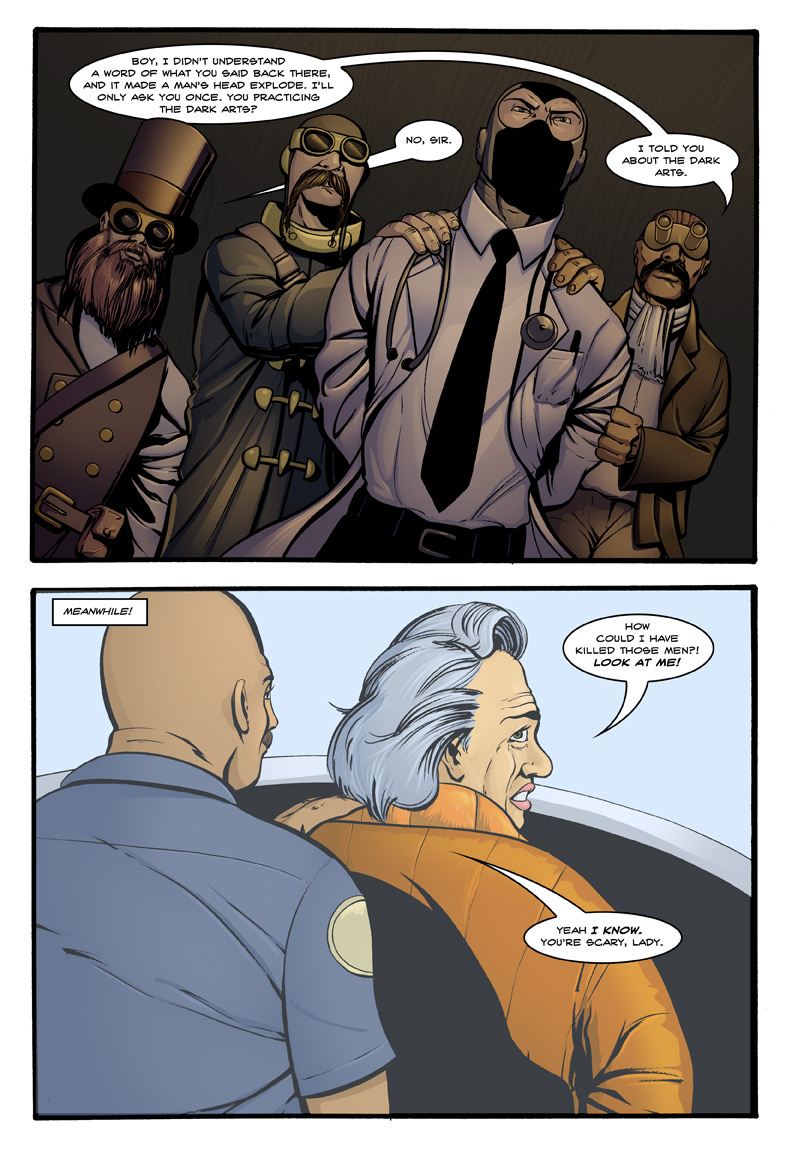 BOY, I DIDN'T UNDERSTAND
A WORD OF WHAT YOU SAID BACK THERE,
AND IT MADE A MAN'S HEAD EXPLODE. I'LL
ONLY ASK YOU ONCE. YOU PRACTICING
THE DARK ARTS?
NO, SIR.
I TOLD YOU
ABOUT THE DARK
ARTS.
MEANWHILE!
HOW
COULD I HAVE
KILLED THOSE MEN?!
LOOK AT ME!
YEAH I KNOW.
YOU'RE SCARY, LADY.